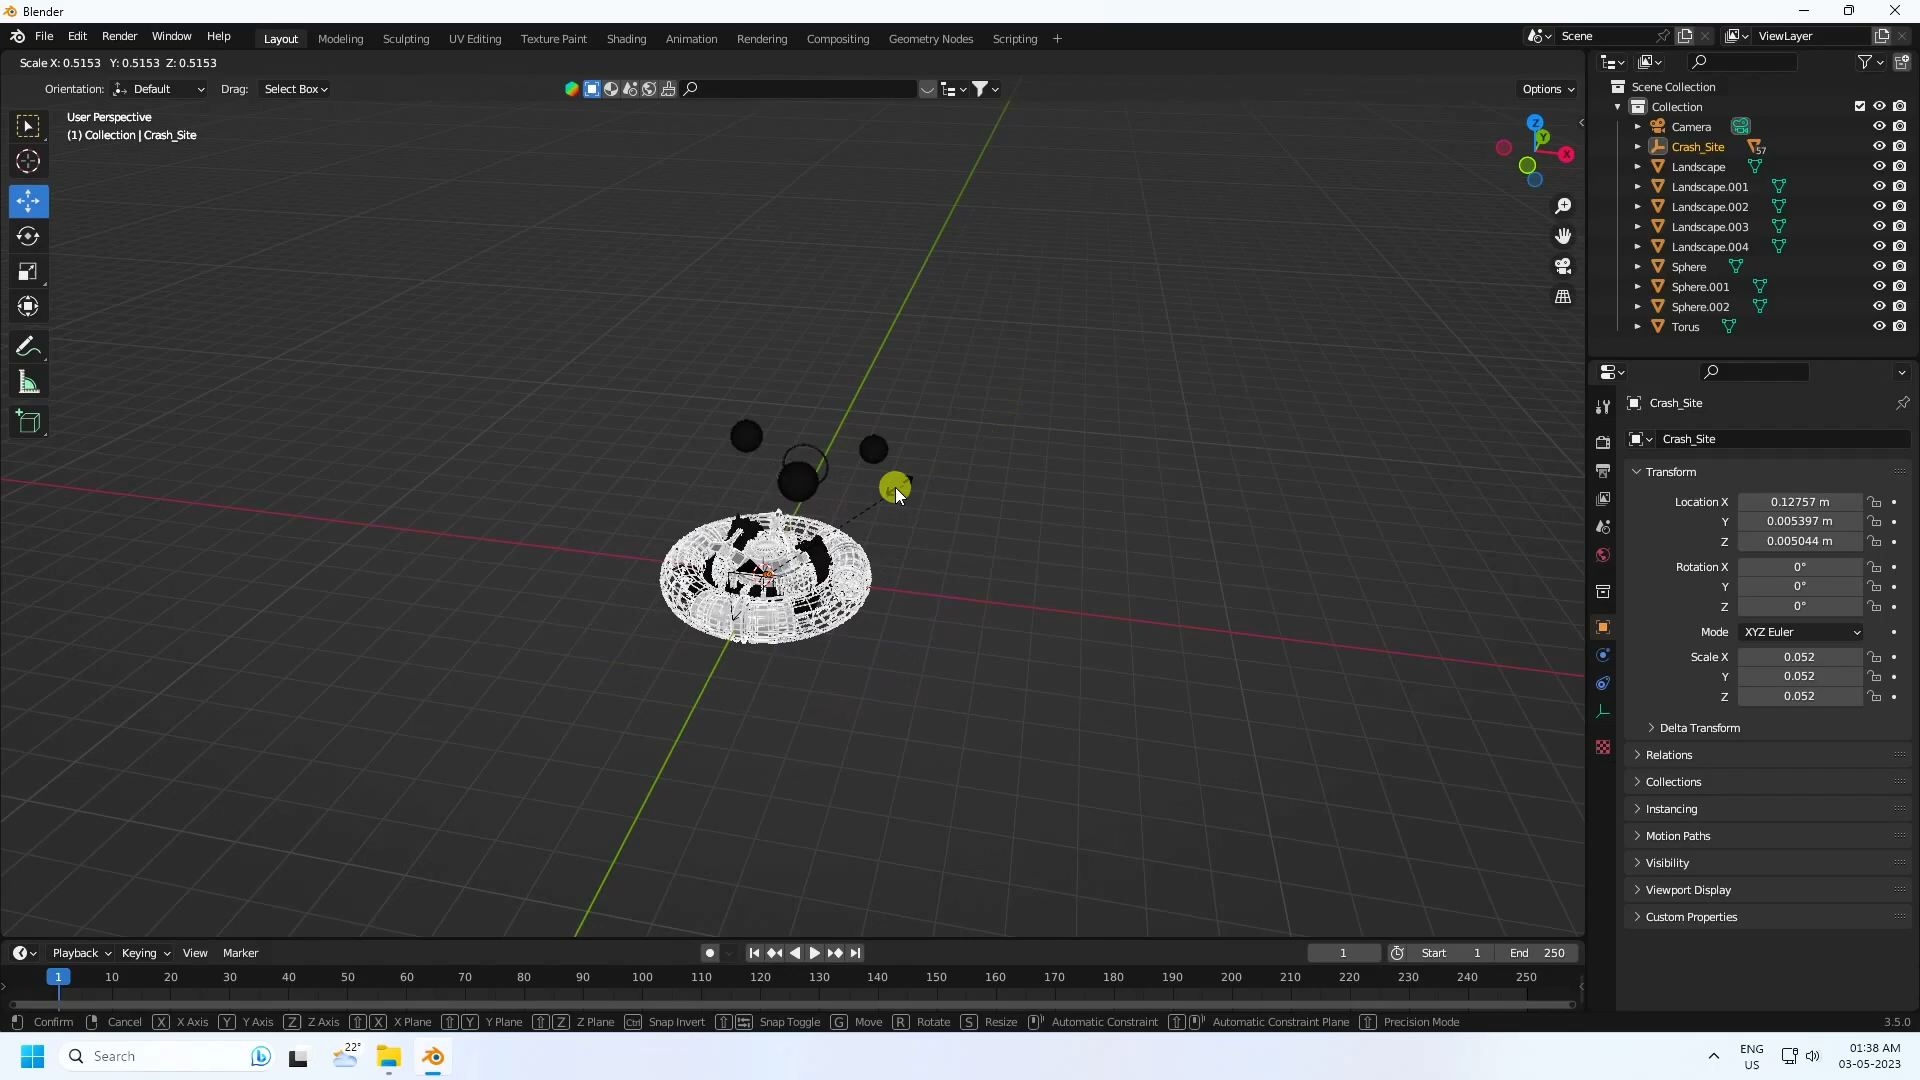 Blender
File Edit Render Window Help Layout Modeling Sculpting UV Editing Texture Paint Shading Animation Rendering Compositing Geometry Nodes Scripting + Scene ViewLayer
Scale X: 0.5153 Y: 0.5153 Z: 0.5153
Orientation: Default Drag: Select Box Options
User Perspective
(1) Collection | Crash_Site
Z
Y
X
Scene Collection
Collection
Camera
Crash_Site 57
Landscape
Landscape.001
Landscape.002
Landscape.003
Landscape.004
Sphere
Sphere.001
Sphere.002
Torus
Crash_Site
Crash_Site
Transform
Location X 0.12757 m
Y 0.005397 m
Z 0.005044 m
Rotation X 0°
Y 0°
Z 0°
Mode XYZ Euler
Scale X 0.052
Y 0.052
Z 0.052
Delta Transform
Relations
Collections
Instancing
Motion Paths
Visibility
Viewport Display
Custom Properties
Playback Keying View Marker 1 Start 1 End 250
1 10 20 30 40 50 60 70 80 90 100 110 120 130 140 150 160 170 180 190 200 210 220 230 240 250
Confirm Cancel X X Axis Y Y Axis Z Z Axis X X Plane Y Y Plane Z Z Plane Ctrl Snap Invert Snap Toggle G Move R Rotate S Resize Automatic Constraint Automatic Constraint Plane Precision Mode 3.5.0
Search 22° ENG US 01:38 AM 03-05-2023